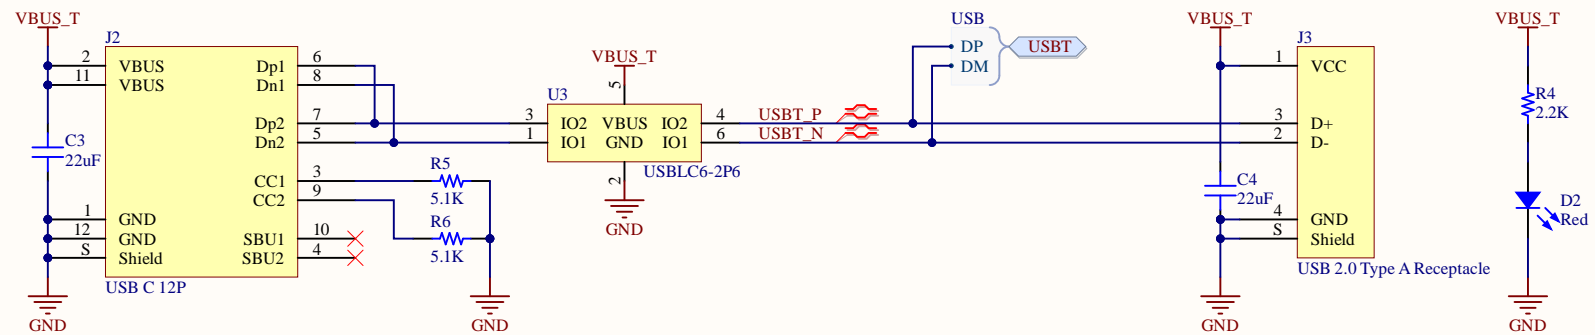 VBUS_T
J2
2 VBUS Dp1 6
11 VBUS Dn1 8
Dp2 7
Dn2 5
C3
22uF
CC1 3
CC2 9
1 GND
12 GND SBU1 10
S Shield SBU2 4
USB C 12P
GND
R5
5.1K
R6
5.1K
GND
VBUS_T
5
U3
3 IO2 VBUS IO2 4
1 IO1 GND IO1 6
USBLC6-2P6
2
GND
USBT_P
USBT_N
USB
DP
DM
USBT
VBUS_T
J3
1 VCC
3 D+
2 D-
C4
22uF
4 GND
S Shield
USB 2.0 Type A Receptacle
GND
VBUS_T
R4
2.2K
D2
Red
GND